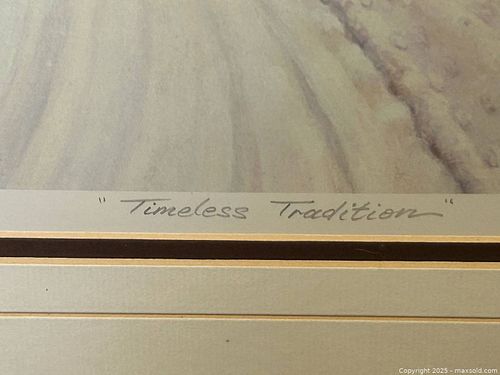 " Timeless Tradition "
Copyright 2025 - maxsold.com